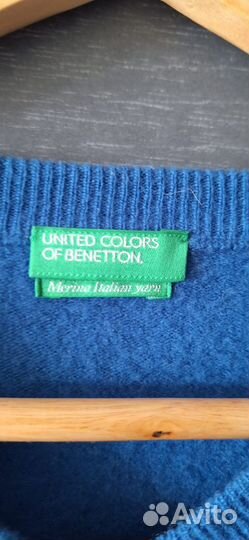 UNITED COLORS
OF BENETTON.
Merino Italian yarn
Avito